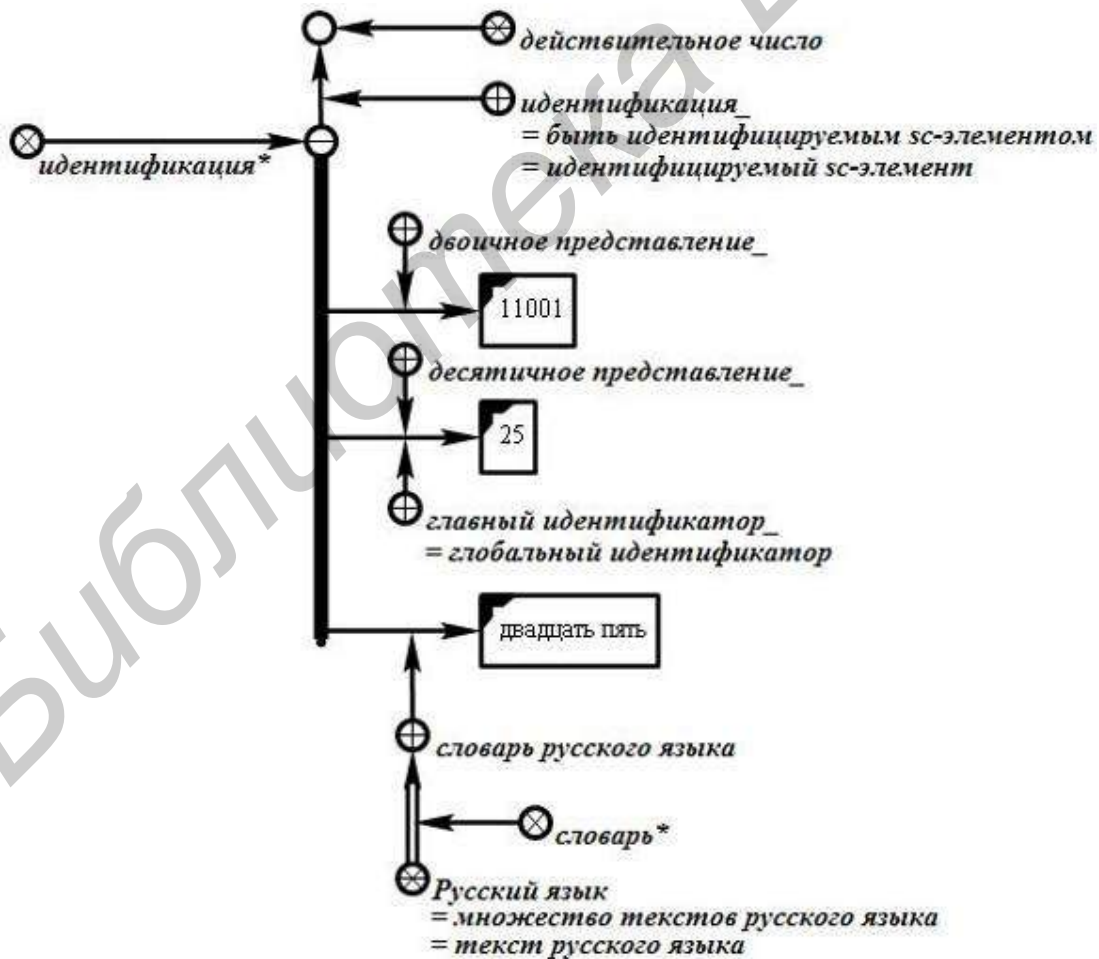 действительное число
идентификация_
= быть идентифицируемым sc-элементом
= идентифицируемый sc-элемент
идентификация*
двоичное представление_
11001
десятичное представление_
25
главный идентификатор_
= глобальный идентификатор
двадцать пять
словарь русского языка
словарь*
Русский язык
= множество текстов русского языка
= текст русского языка
Библиотека Б